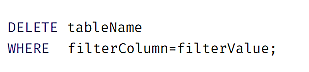 DELETE tableName
WHERE  filterColumn=filterValue;